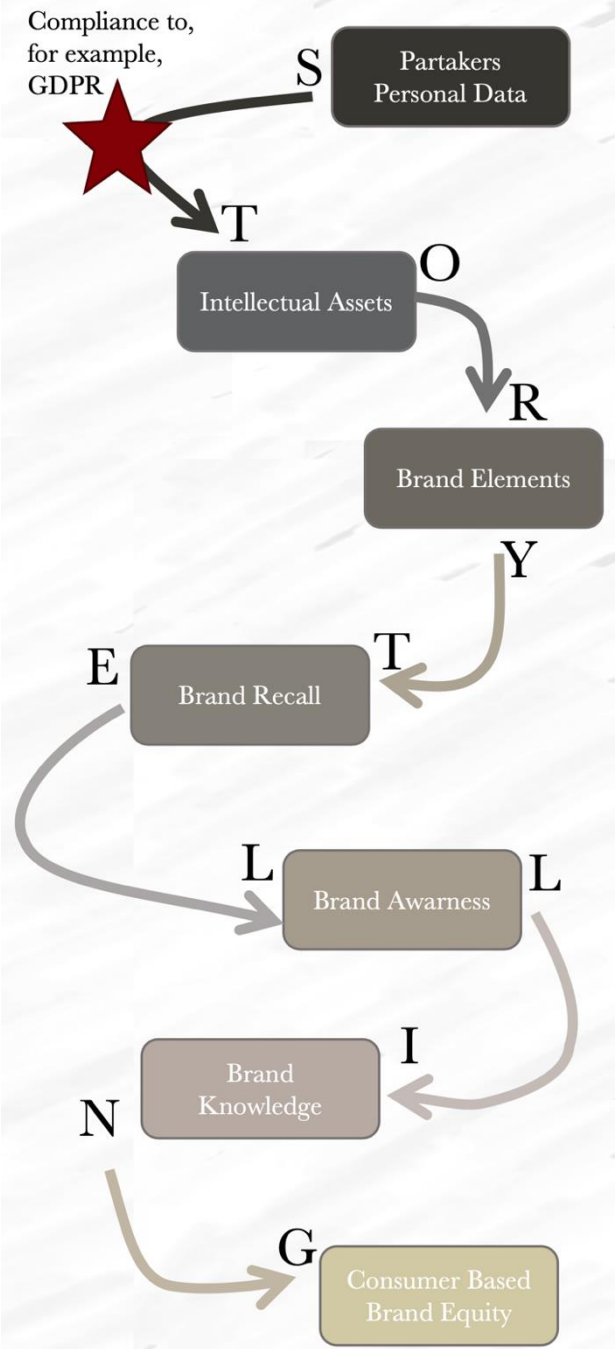 Compliance to,
for example,
GDPR
S
Partakers
Personal Data
T
Intellectual Assets
O
R
Brand Elements
Y
T
Brand Recall
E
L
Brand Awarness
L
I
Brand
Knowledge
N
G
Consumer Based
Brand Equity